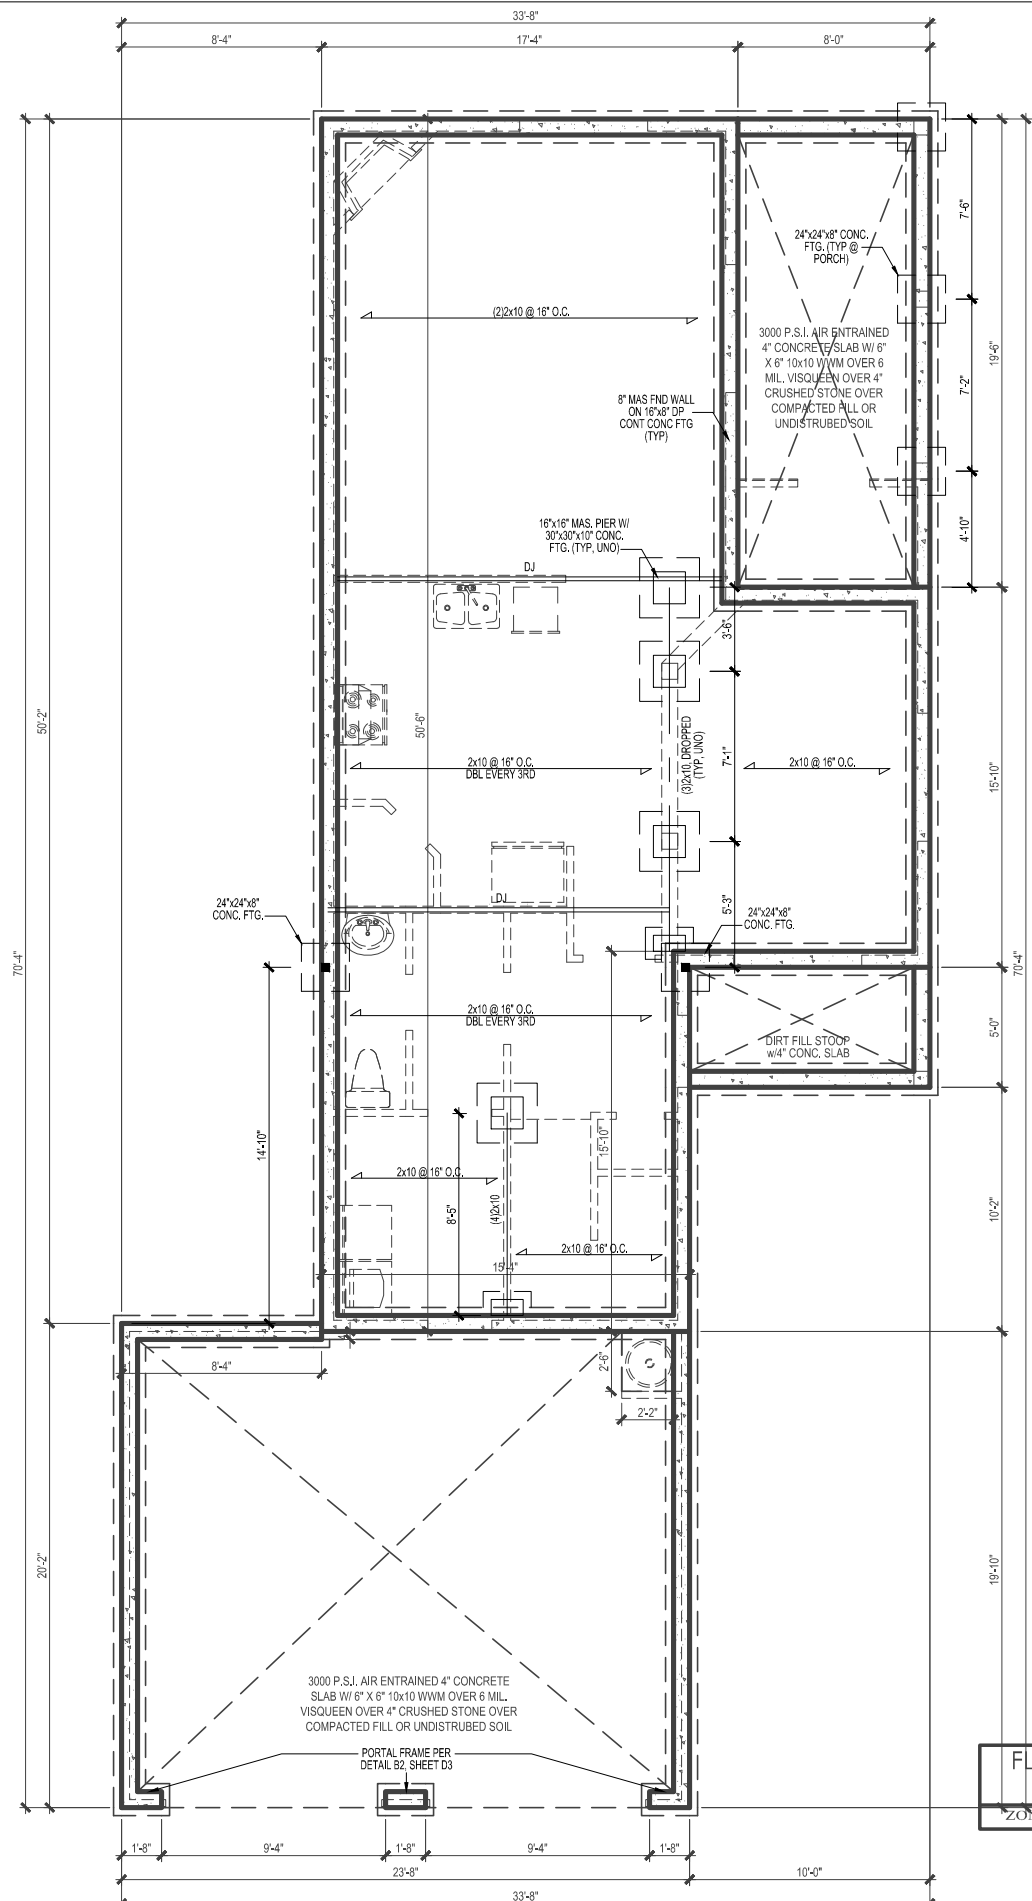 33'-8"
8'-4"
17'-4"
8'-0"
7'-6"
24"x24"x8" CONC.
FTG. (TYP @
PORCH)
(2)2x10 @ 16" O.C.
3000 P.S.I. AIR ENTRAINED
4" CONCRETE SLAB W/ 6"
X 6" 10x10 WWM OVER 6
MIL. VISQUEEN OVER 4"
CRUSHED STONE OVER
COMPACTED FILL OR
UNDISTRUBED SOIL
19'-6"
7'-2"
8" MAS FND WALL
ON 16"x8" DP
CONT CONC FTG
(TYP)
4'-10"
16"x16" MAS. PIER W/
30"x30"x10" CONC.
FTG. (TYP, UNO)
DJ
3'-6"
50'-2"
50'-6"
(3)2x10, DROPPED
(TYP, UNO)
7'-1"
2x10 @ 16" O.C.
DBL EVERY 3RD
2x10 @ 16" O.C.
15'-10"
DJ
5'-3"
24"x24"x8"
CONC. FTG.
24"x24"x8"
CONC. FTG.
70'-4"
70'-4"
2x10 @ 16" O.C.
DBL EVERY 3RD
5'-0"
DIRT FILL STOOP
w/4" CONC. SLAB
14'-10"
15'-10"
2x10 @ 16" O.C.
8'-5"
(4)2x10
10'-2"
2x10 @ 16" O.C.
15'-4"
8'-4"
2'-6"
2'-2"
20'-2"
19'-10"
3000 P.S.I. AIR ENTRAINED 4" CONCRETE
SLAB W/ 6" X 6" 10x10 WWM OVER 6 MIL.
VISQUEEN OVER 4" CRUSHED STONE OVER
COMPACTED FILL OR UNDISTRUBED SOIL
PORTAL FRAME PER
DETAIL B2, SHEET D3
1'-8"
9'-4"
1'-8"
9'-4"
1'-8"
23'-8"
10'-0"
33'-8"